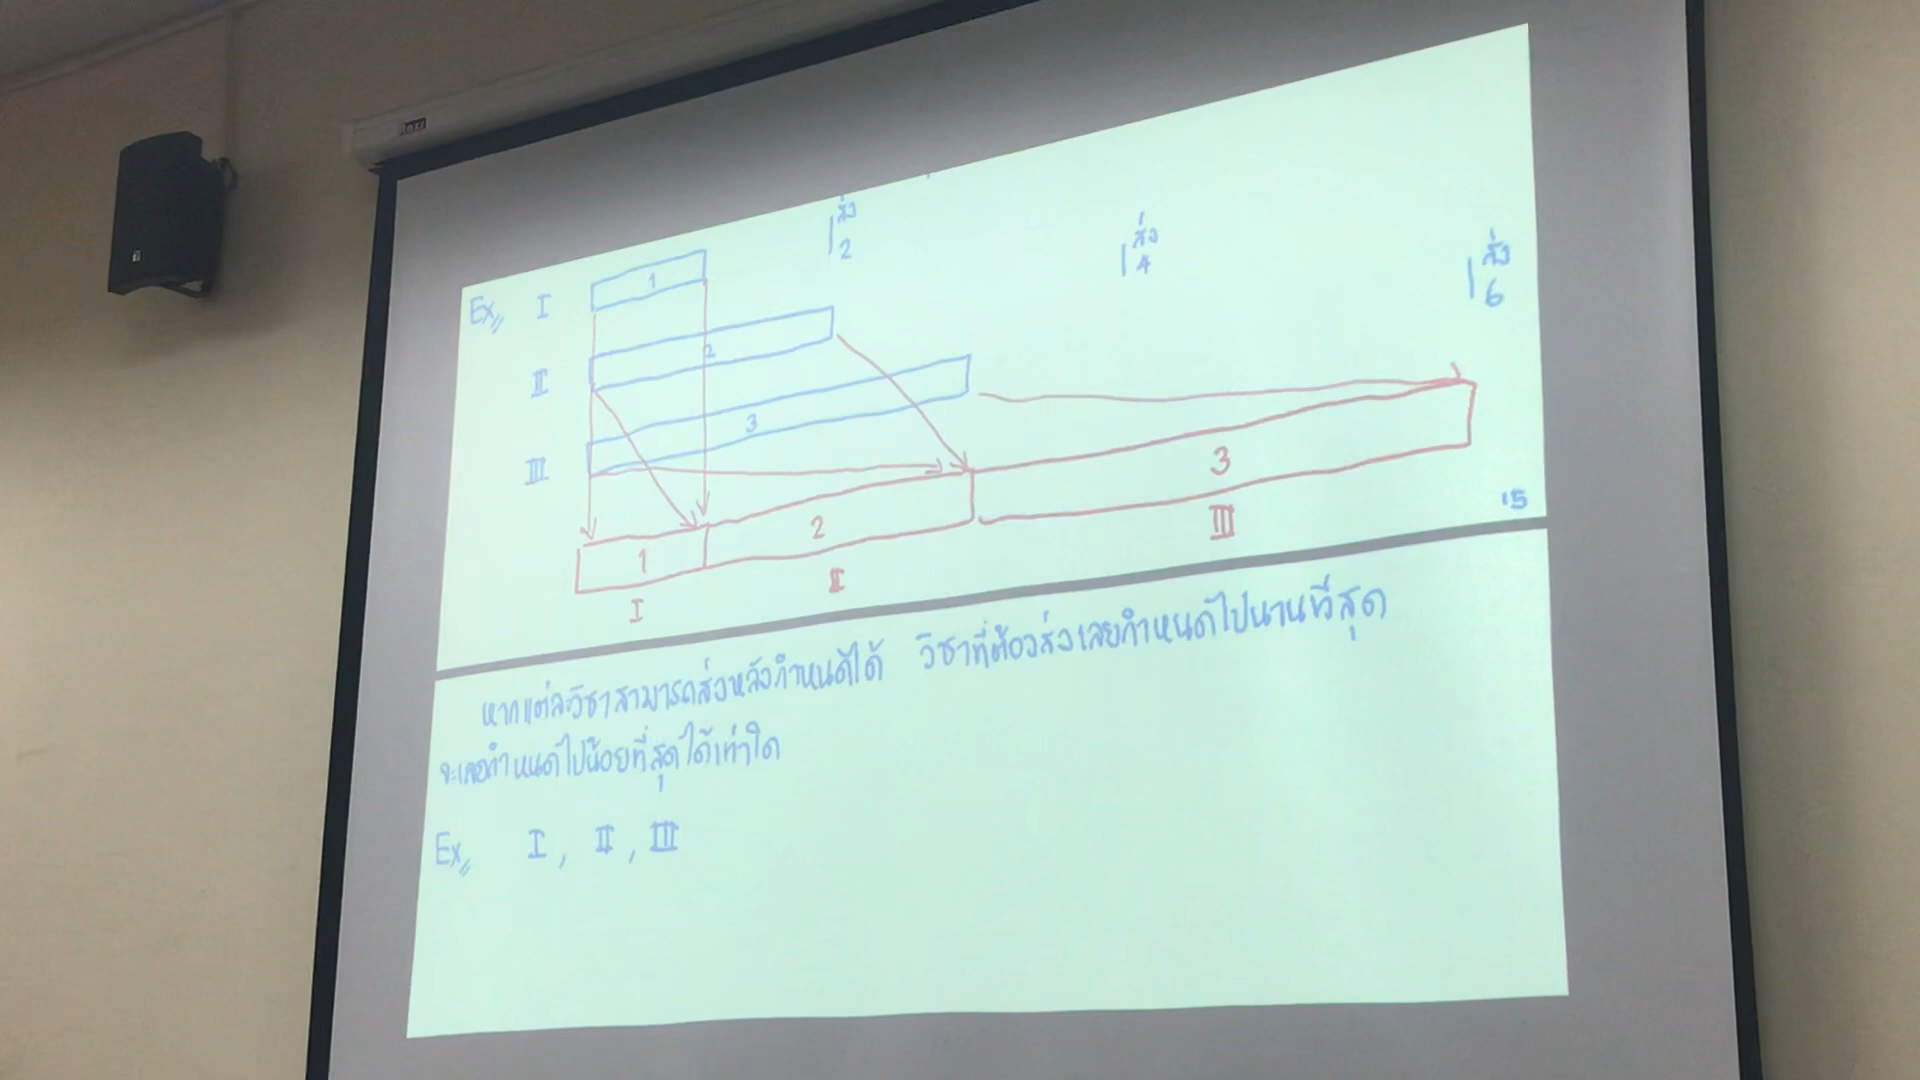 ส่ง
2
ส่ง
4
ส่ง
6
Ex, I 1
II 2
III 3
1 2 3
I II III
15
หากแต่ละวิชาสามารถส่งหลังกำหนดได้ วิชาที่ต้องส่งเลยกำหนดไปนานที่สุด
จะเลยกำหนดไปน้อยที่สุดได้เท่าใด
Ex, I, II, III